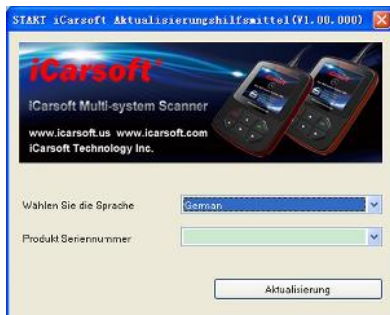 START iCarsoft Aktualisierungshilfsmittel(V1.00.000)
iCarsoft
iCarsoft Multi-system Scanner
www.icarsoft.us www.icarsoft.com
iCarsoft Technology Inc.
Wählen Sie die Sprache
German
Produkt Seriennummer
Aktualisierung